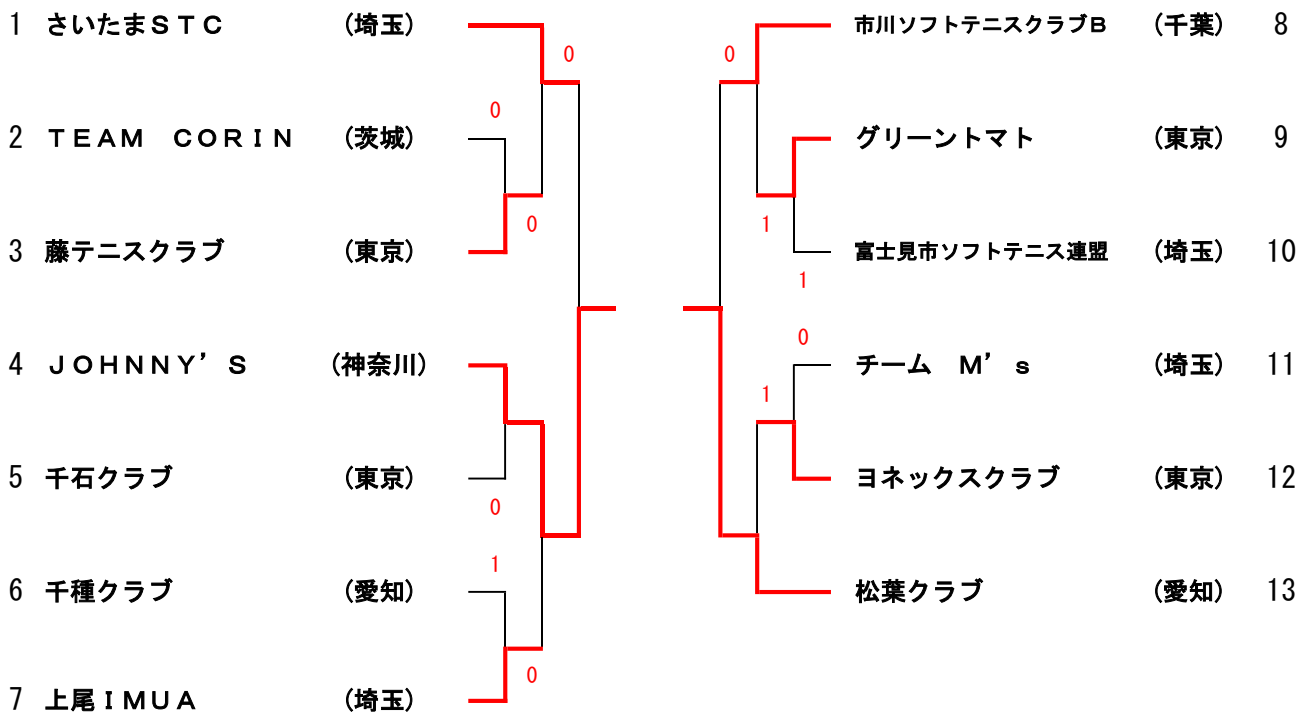 1 さいたまＳＴＣ (埼玉)
0
2 ＴＥＡＭ　ＣＯＲＩＮ (茨城)
0
0
3 藤テニスクラブ (東京)
4 ＪＯＨＮＮＹ’Ｓ (神奈川)
5 千石クラブ (東京)
0
1
6 千種クラブ (愛知)
0
7 上尾ＩＭＵＡ (埼玉)
市川ソフトテニスクラブＢ (千葉) 8
0
グリーントマト (東京) 9
1
富士見市ソフトテニス連盟 (埼玉) 10
1
0
チーム　Ｍ’ｓ (埼玉) 11
1
ヨネックスクラブ (東京) 12
松葉クラブ (愛知) 13